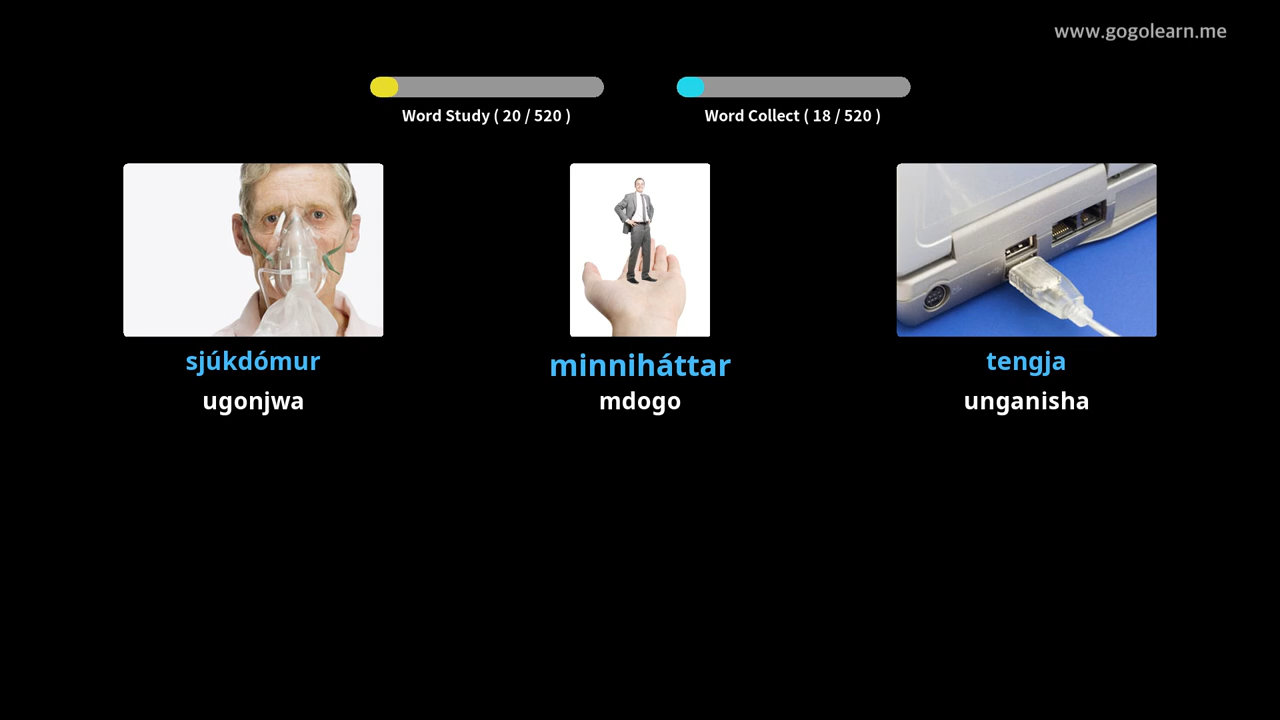 www.gogolearn.me
Word Study ( 20 / 520 )
Word Collect ( 18 / 520 )
sjúkdómur
minniháttar
tengja
ugonjwa
mdogo
unganisha